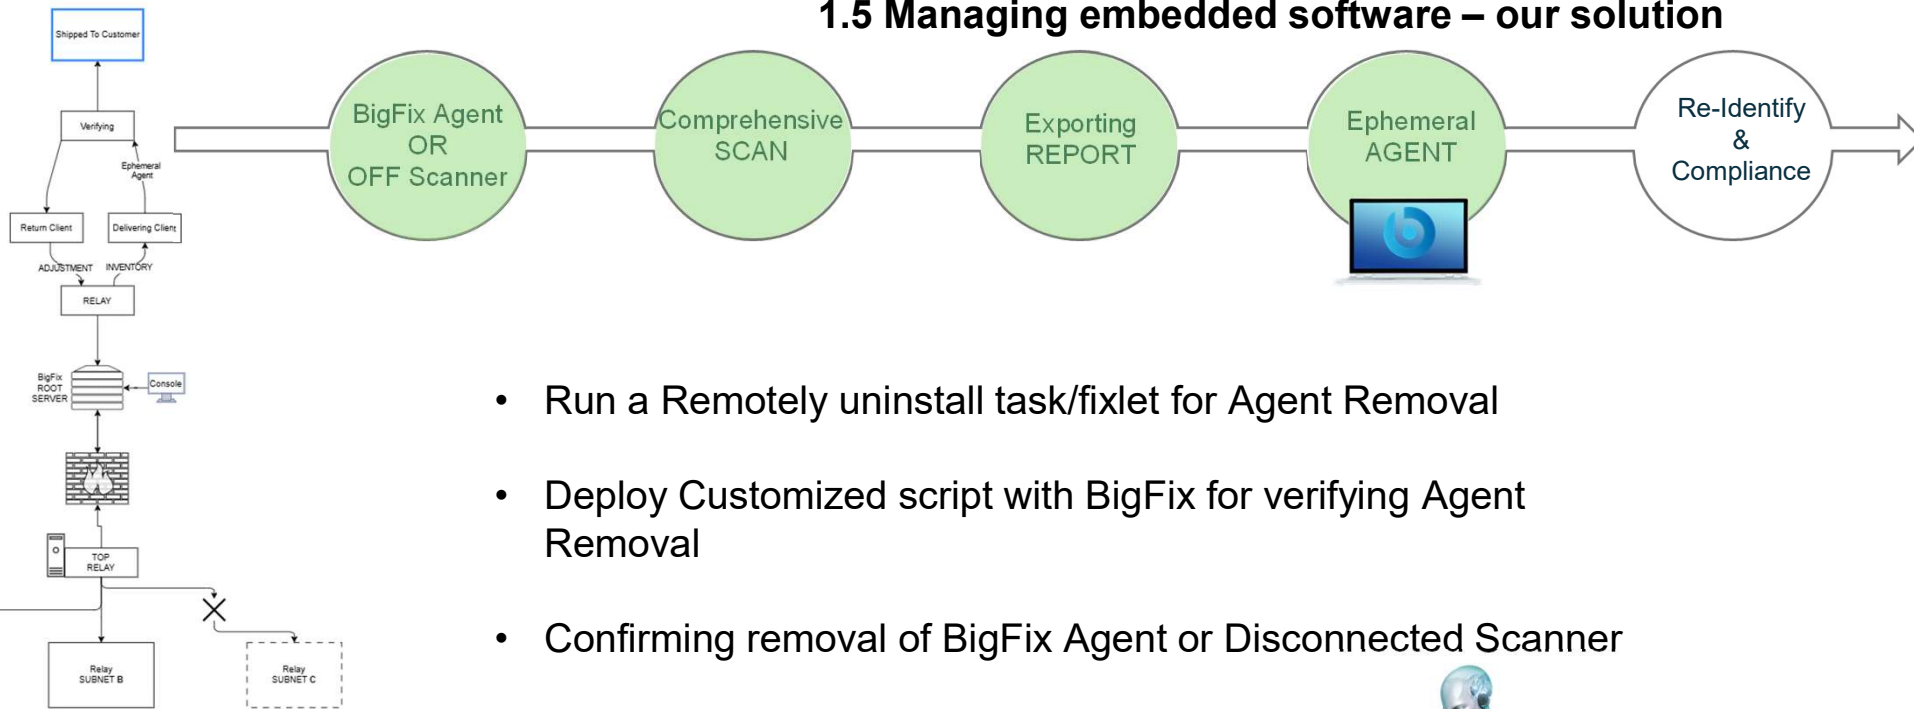 1.5 Managing embedded software – our solution
Shipped To Customer
Verifying
Ephemeral
Agent
Return Client
Delivering Client
ADJUSTMENT
INVENTORY
RELAY
BigFix
ROOT
SERVER
Console
TOP
RELAY
Relay
SUBNET B
Relay
SUBNET C
BigFix Agent
OR
OFF Scanner
Comprehensive
SCAN
Exporting
REPORT
Ephemeral
AGENT
Re-Identify
&
Compliance
• Run a Remotely uninstall task/fixlet for Agent Removal
• Deploy Customized script with BigFix for verifying Agent
Removal
• Confirming removal of BigFix Agent or Disconnected Scanner